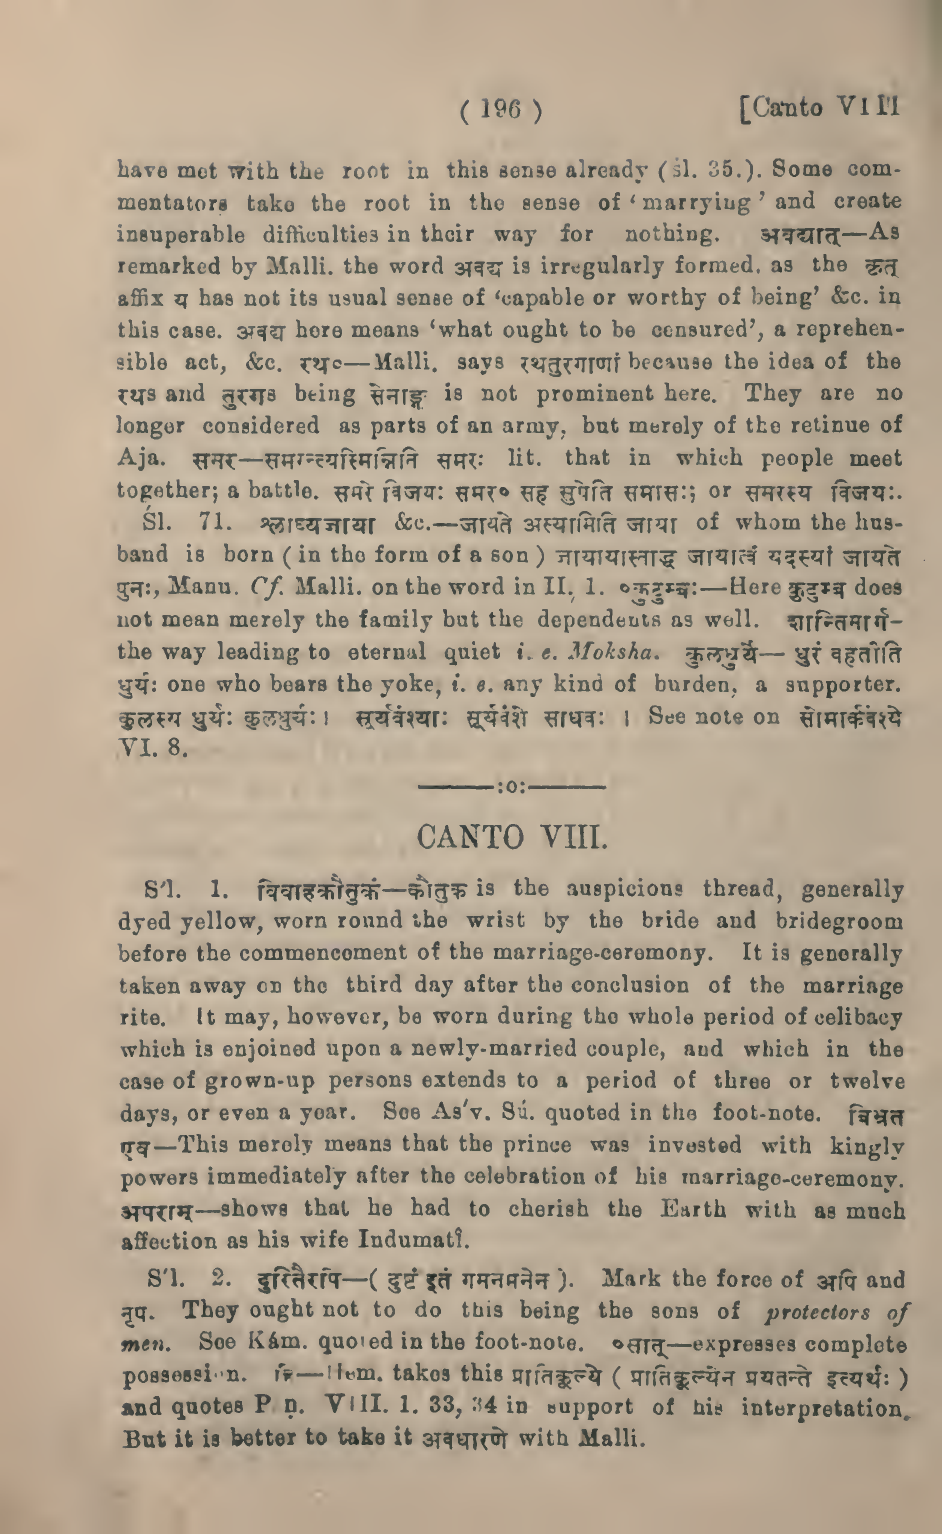 ( 196 ) [Canto VIII
have met with the root in this sense already ( śl. 35.). Some com-
mentators take the root in the sense of ‘ marrying ’ and create
insuperable difficulties in their way for nothing. अवद्यात्—As
remarked by Malli. the word अवद्य is irregularly formed, as the कृत्
affix य has not its usual sense of ‘capable or worthy of being’ &c. in
this case. अवद्य here means ‘what ought to be censured’, a reprehen-
sible act, &c. रथ०—Malli. says रथतुरगाणां because the idea of the
रथs and तुरगs being सेनाङ्ग is not prominent here. They are no
longer considered as parts of an army, but merely of the retinue of
Aja. समर—समृच्छन्त्यस्मिन्निति समरः lit. that in which people meet
together; a battle. समरे विजयः समर० सह सुपेति समासः; or समरस्य विजयः.
Śl. 71. श्लाघ्यजाया &c.—जायते अस्यामिति जाया of whom the hus-
band is born ( in the form of a son ) जायायास्तद्धि जायात्वं यदस्यां जायते
पुनः, Manu. Cf. Malli. on the word in II. 1. ०कुटुम्बः—Here कुटुम्ब does
not mean merely the family but the dependents as well. शान्तिमार्ग-
the way leading to eternal quiet i. e. Moksha. कुलधुर्ये— धुरं वहतीति
धुर्यः one who bears the yoke, i. e. any kind of burden, a supporter.
कुलस्य धुर्यः कुलधुर्यः। सूर्यवंश्याः सूर्यवंशे साधवः । See note on सोमार्कवंश्ये
VI. 8.
———:o:———
CANTO VIII.
S'l. 1. विवाहकौतुकं—कौतुक is the auspicious thread, generally
dyed yellow, worn round the wrist by the bride and bridegroom
before the commencement of the marriage-ceremony. It is generally
taken away on the third day after the conclusion of the marriage
rite. It may, however, be worn during the whole period of celibacy
which is enjoined upon a newly-married couple, and which in the
case of grown-up persons extends to a period of three or twelve
days, or even a year. See As'v. Sú. quoted in the foot-note. बिभ्रत
एव—This merely means that the prince was invested with kingly
powers immediately after the celebration of his marriage-ceremony.
अपराम्—shows that he had to cherish the Earth with as much
affection as his wife Indumatî.
S'l. 2. दुरितैरपि—( दुष्टं इतं गमनमनेन ). Mark the force of अपि and
नृप. They ought not to do this being the sons of protectors of
men. See Kám. quoted in the foot-note. ०सात्—expresses complete
possession. हि—Hem. takes this प्रातिकूल्ये ( प्रातिकूल्येन प्रयतन्ते इत्यर्थः )
and quotes Pāṇ. VIII. 1. 33, 34 in support of his interpretation.
But it is better to take it अवधारणे with Malli.